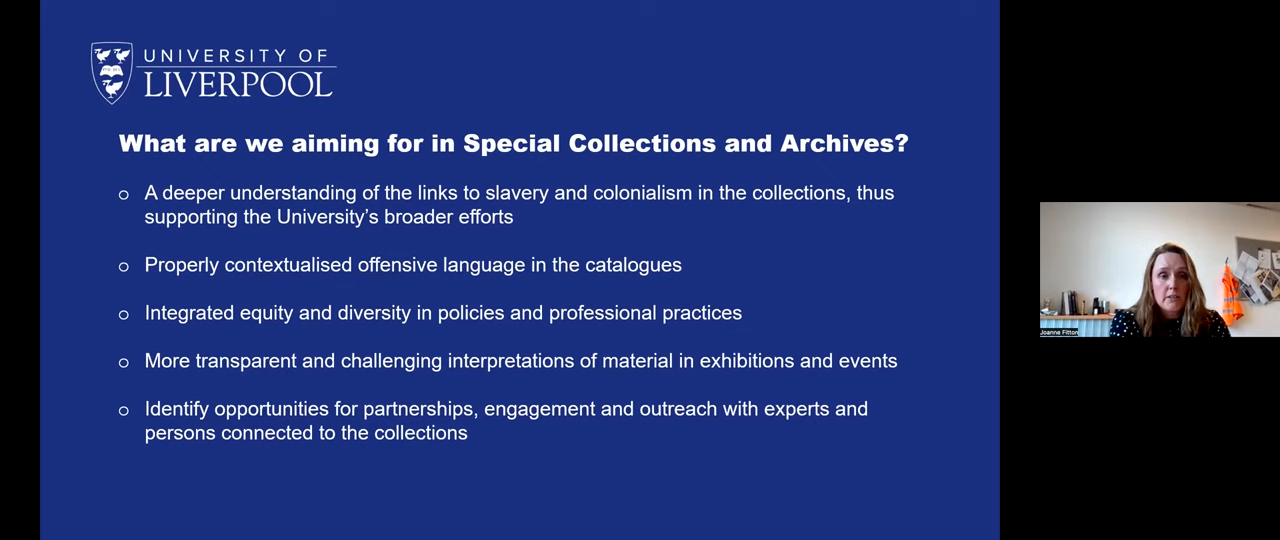 UNIVERSITY OF
LIVERPOOL
What are we aiming for in Special Collections and Archives?
o A deeper understanding of the links to slavery and colonialism in the collections, thus
supporting the University's broader efforts
o Properly contextualised offensive language in the catalogues
o Integrated equity and diversity in policies and professional practices
o More transparent and challenging interpretations of material in exhibitions and events
o Identify opportunities for partnerships, engagement and outreach with experts and
persons connected to the collections
Joanne Fitton